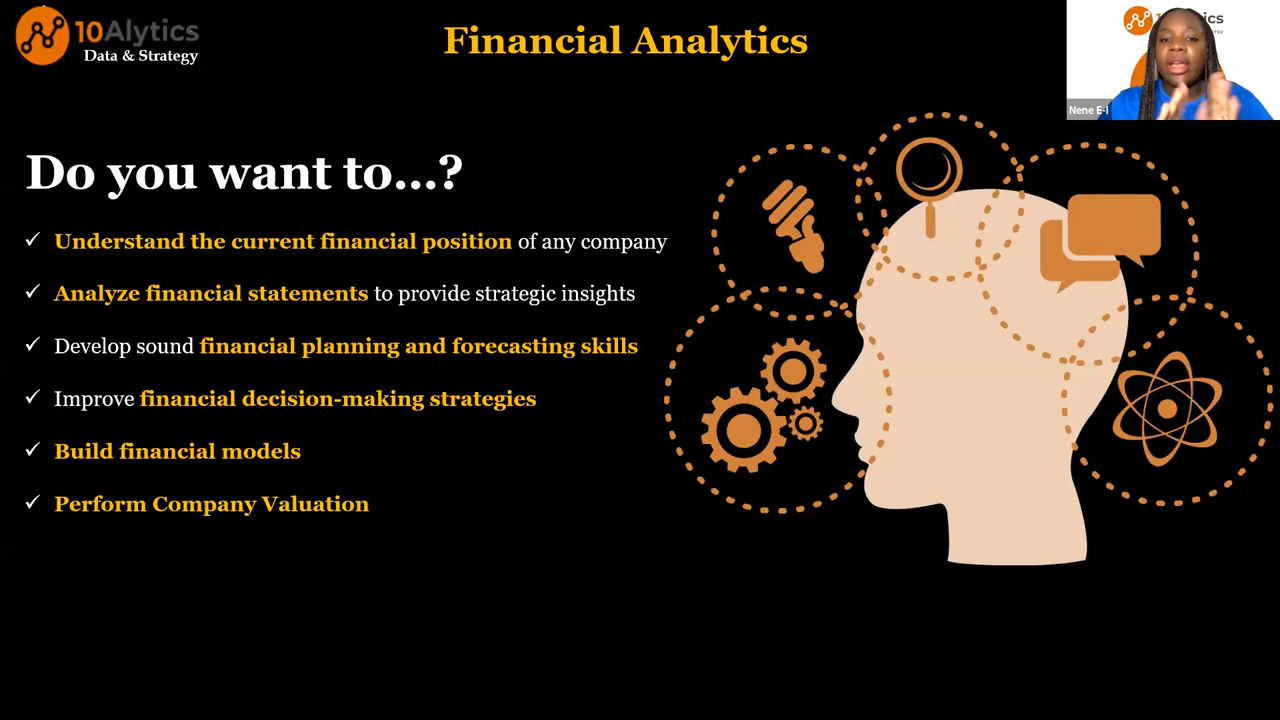 10Alytics
Data & Strategy
Financial Analytics
Nene E-I
Do you want to...?
✓ Understand the current financial position of any company
✓ Analyze financial statements to provide strategic insights
✓ Develop sound financial planning and forecasting skills
✓ Improve financial decision-making strategies
✓ Build financial models
✓ Perform Company Valuation